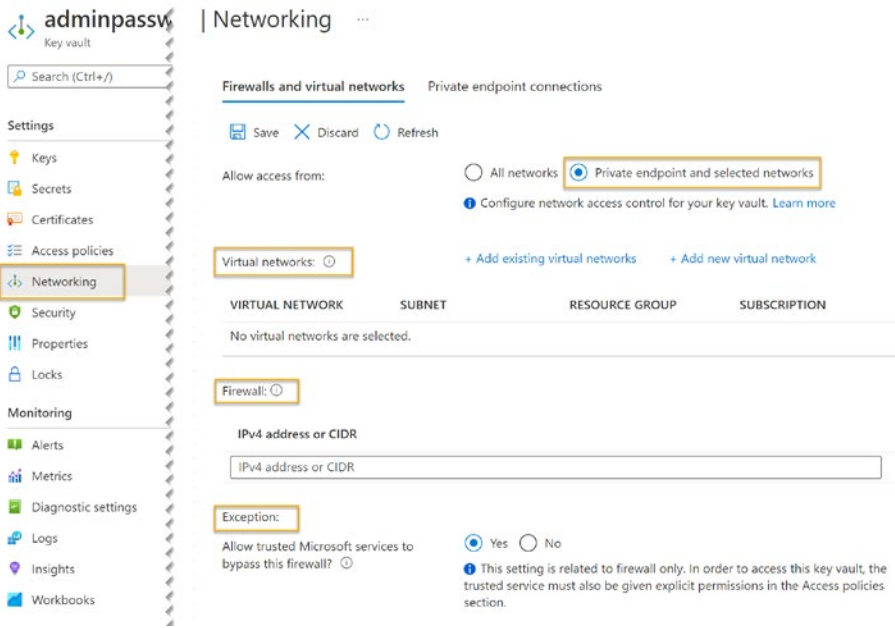 adminpassw | Networking ...
Key vault
Search (Ctrl+/)
Settings
Keys
Secrets
Certificates
Access policies
Networking
Security
Properties
Locks
Monitoring
Alerts
Metrics
Diagnostic settings
Logs
Insights
Workbooks
Firewalls and virtual networks Private endpoint connections
Save Discard Refresh
Allow access from: All networks Private endpoint and selected networks
Configure network access control for your key vault. Learn more
Virtual networks: + Add existing virtual networks + Add new virtual network
VIRTUAL NETWORK SUBNET RESOURCE GROUP SUBSCRIPTION
No virtual networks are selected.
Firewall:
IPv4 address or CIDR
IPv4 address or CIDR
Exception:
Allow trusted Microsoft services to
bypass this firewall?
Yes No
This setting is related to firewall only. In order to access this key vault, the
trusted service must also be given explicit permissions in the Access policies
section.